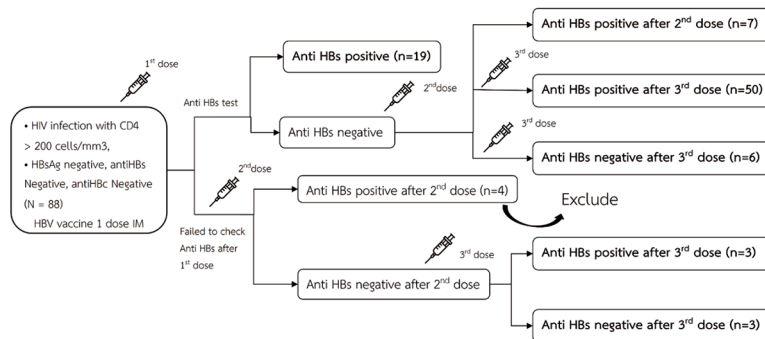 1st dose
• HIV infection with CD4
> 200 cells/mm3,
• HBsAg negative, antiHBs
Negative, antiHBc Negative
(N = 88)
HBV vaccine 1 dose IM
Anti HBs test
Anti HBs positive (n=19)
Anti HBs negative
2nd dose
3rd dose
3rd dose
Anti HBs positive after 2nd dose (n=7)
Anti HBs positive after 3rd dose (n=50)
Anti HBs negative after 3rd dose (n=6)
2nd dose
Failed to check
Anti HBs after
1st dose
Anti HBs positive after 2nd dose (n=4)
Exclude
Anti HBs negative after 2nd dose
3rd dose
Anti HBs positive after 3rd dose (n=3)
Anti HBs negative after 3rd dose (n=3)